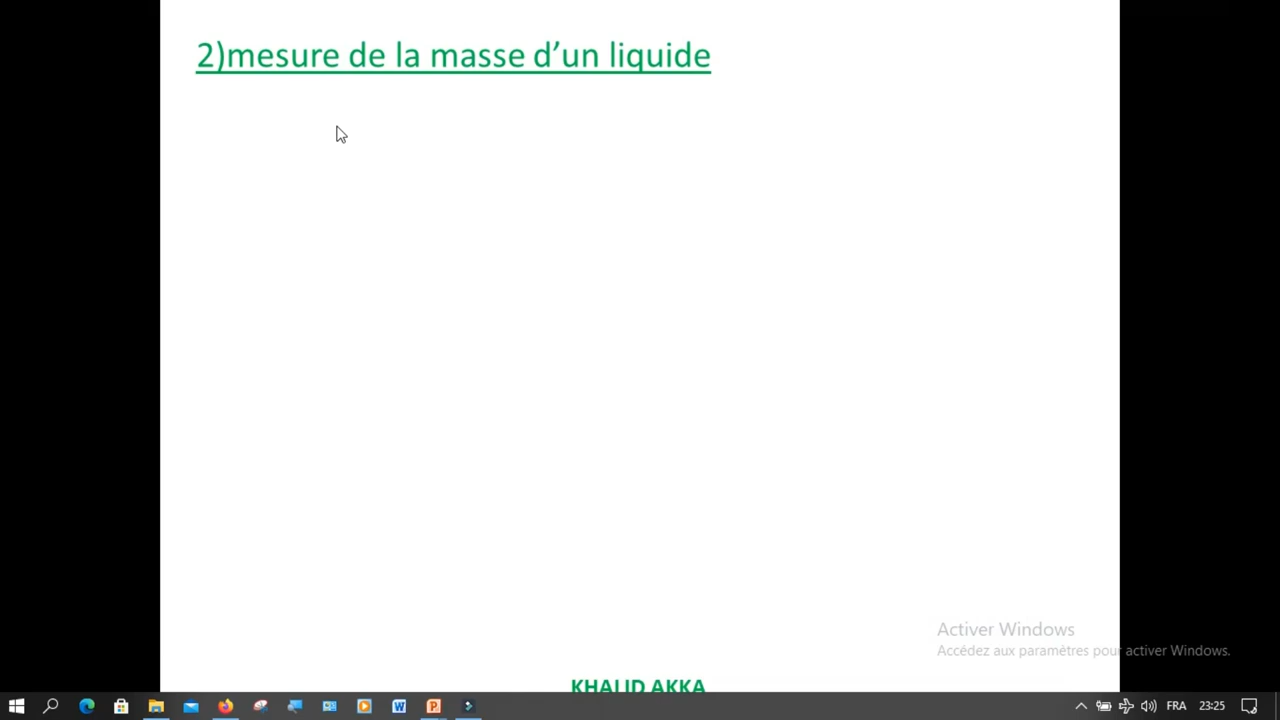 2)mesure de la masse d’un liquide
Activer Windows
Accédez aux paramètres pour activer Windows.
KHALID AKKA
FRA 23:25